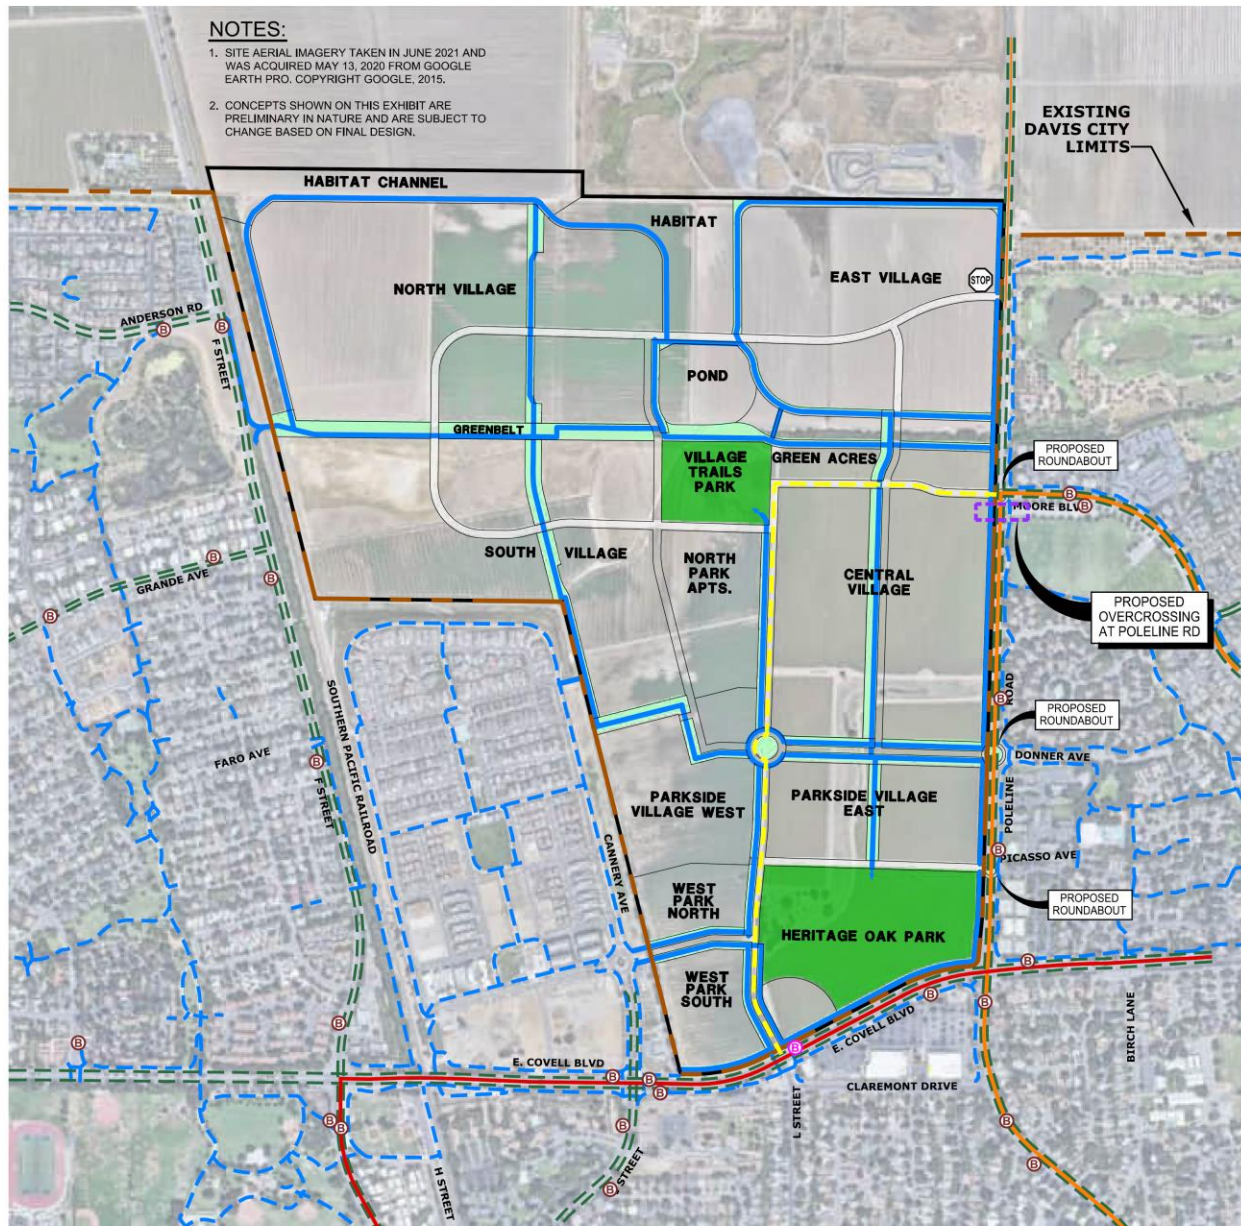 NOTES:
1. SITE AERIAL IMAGERY TAKEN IN JUNE 2021 AND
WAS ACQUIRED MAY 13, 2020 FROM GOOGLE
EARTH PRO. COPYRIGHT GOOGLE, 2015.
2. CONCEPTS SHOWN ON THIS EXHIBIT ARE
PRELIMINARY IN NATURE AND ARE SUBJECT TO
CHANGE BASED ON FINAL DESIGN.
EXISTING
DAVIS CITY
LIMITS
HABITAT CHANNEL
HABITAT
EAST VILLAGE
STOP
NORTH VILLAGE
ANDERSON RD
B
B
F STREET
POND
GREENBELT
VILLAGE
TRAILS
PARK
GREEN ACRES
PROPOSED
ROUNDABOUT
B
MOORE BLVD
B
SOUTH VILLAGE
NORTH
PARK
APTS.
CENTRAL
VILLAGE
B
GRANDE AVE
B
B
PROPOSED
OVERCROSSING
AT POLELINE RD
SOUTHERN PACIFIC RAILROAD
ROAD
B
PROPOSED
ROUNDABOUT
FARO AVE
B
F STREET
DONNER AVE
POLELINE
PARKSIDE
VILLAGE WEST
PARKSIDE VILLAGE
EAST
CANNERY AVE
B
PICASSO AVE
WEST
PARK
NORTH
PROPOSED
ROUNDABOUT
HERITAGE OAK PARK
WEST
PARK
SOUTH
B
B
B
BIRCH LANE
B
B
E. COVELL BLVD
B
E. COVELL BLVD
B
B
B
CLAREMONT DRIVE
L STREET
B
B
B
B
J STREET
H STREET
B
B